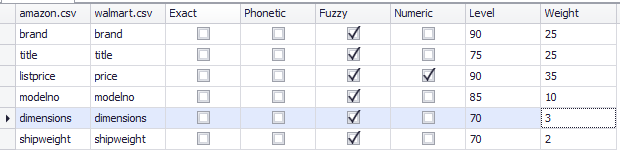 amazon.csv walmart.csv Exact Phonetic Fuzzy Numeric Level Weight
brand brand 90 25
title title 75 25
listprice price 90 35
modelno modelno 85 10
dimensions dimensions 70 3
shipweight shipweight 70 2